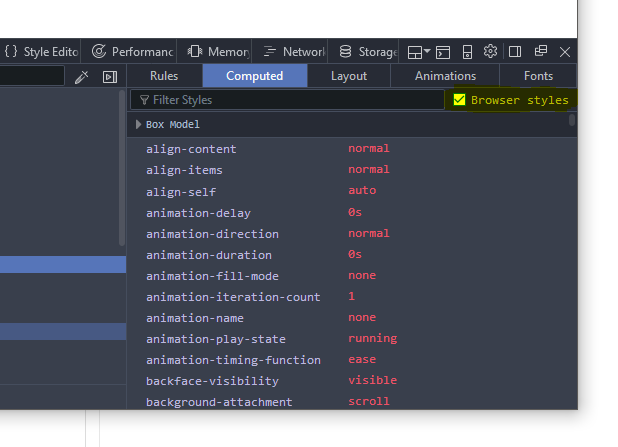 {} Style Edito Performanc Memory Network Storage
Rules Computed Layout Animations Fonts
Filter Styles Browser styles
Box Model
align-content normal
align-items normal
align-self auto
animation-delay 0s
animation-direction normal
animation-duration 0s
animation-fill-mode none
animation-iteration-count 1
animation-name none
animation-play-state running
animation-timing-function ease
backface-visibility visible
background-attachment scroll